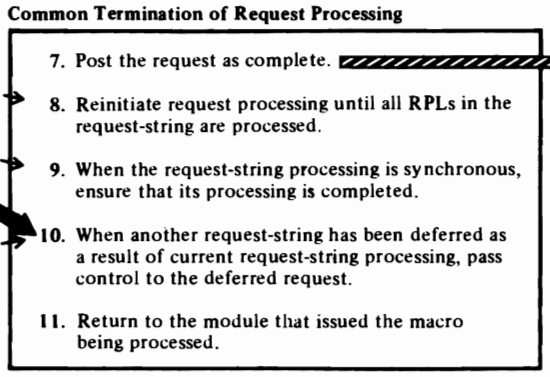 Common Termination of Request Processing
7. Post the request as complete.
8. Reinitiate request processing until all RPLs in the
request-string are processed.
9. When the request-string processing is synchronous,
ensure that its processing is completed.
10. When another request-string has been deferred as
a result of current request-string processing, pass
control to the deferred request.
11. Return to the module that issued the macro
being processed.